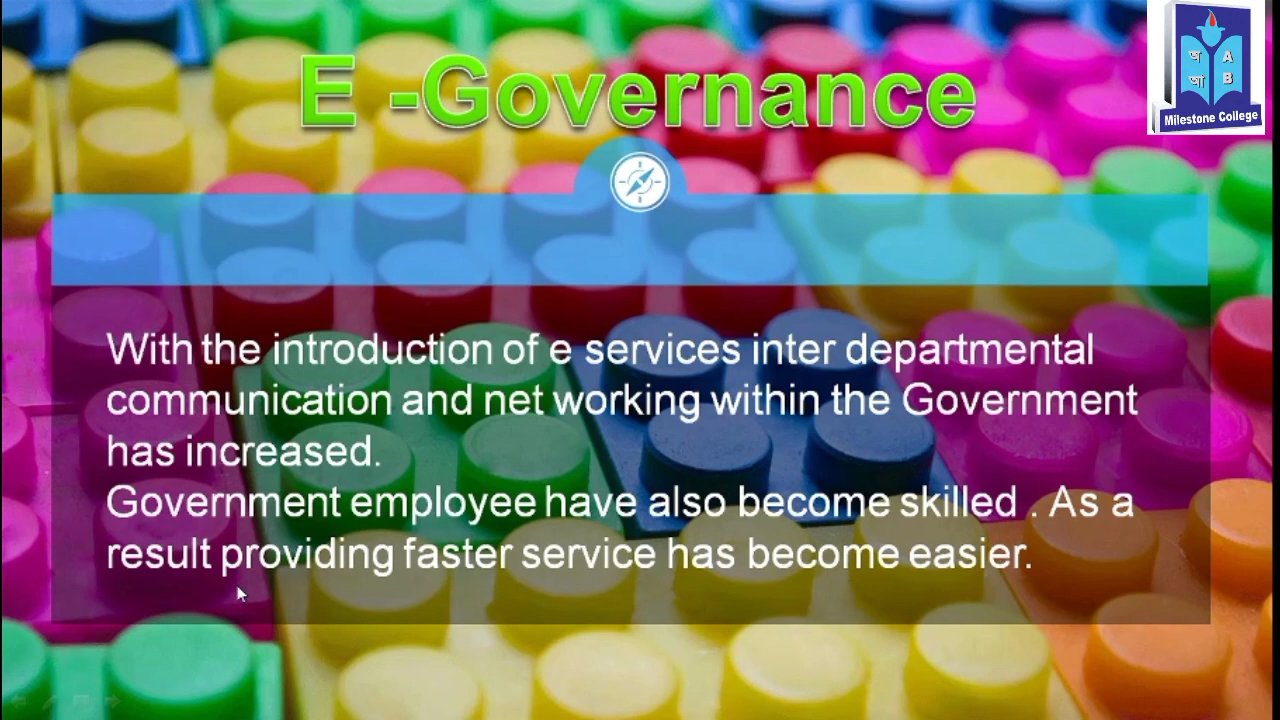 E -Governance
অ A
আ B
Milestone College
With the introduction of e services inter departmental
communication and net working within the Government
has increased.
Government employee have also become skilled . As a
result providing faster service has become easier.